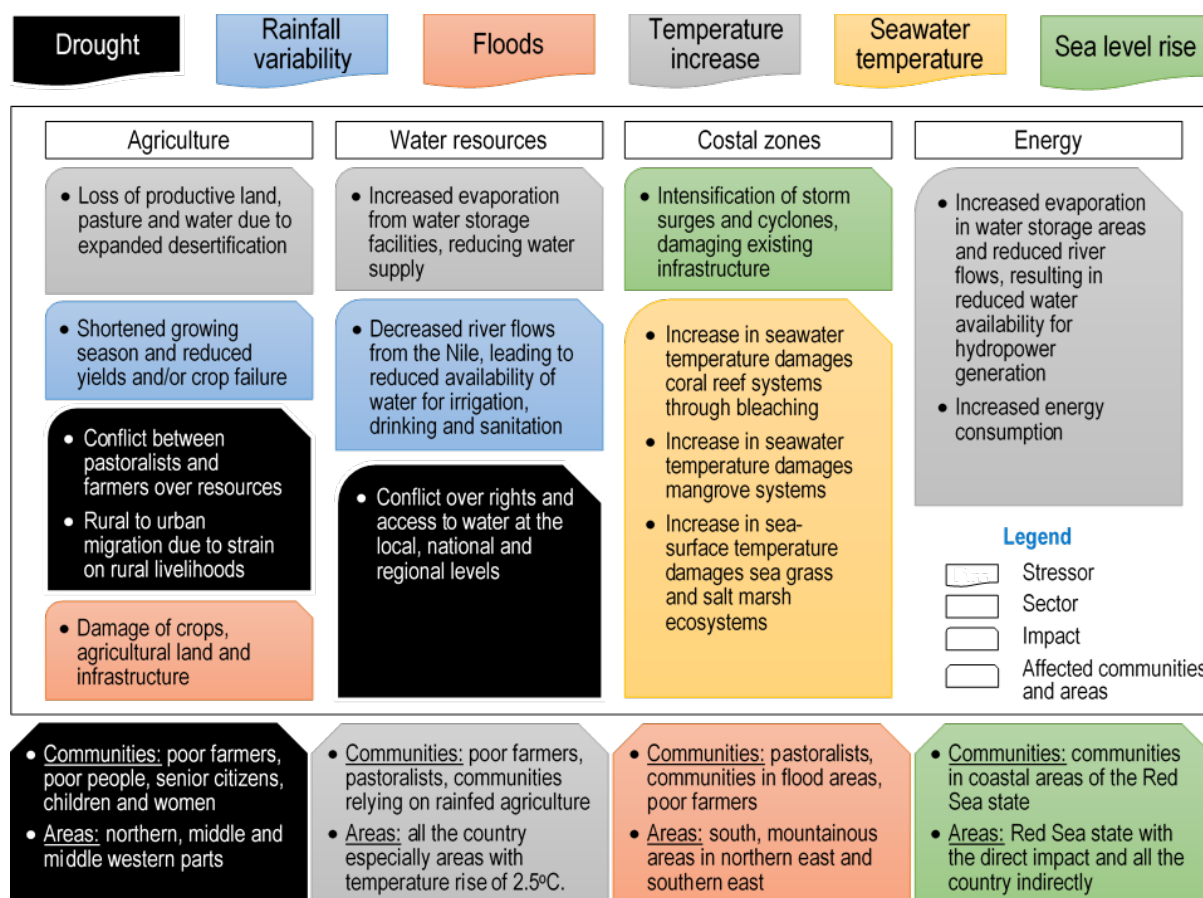 Drought
Rainfall
variability
Floods
Temperature
increase
Seawater
temperature
Sea level rise
Agriculture
• Loss of productive land,
pasture and water due to
expanded desertification
• Shortened growing
season and reduced
yields and/or crop failure
• Conflict between
pastoralists and
farmers over resources
• Rural to urban
migration due to strain
on rural livelihoods
• Damage of crops,
agricultural land and
infrastructure
Water resources
• Increased evaporation
from water storage
facilities, reducing water
supply
• Decreased river flows
from the Nile, leading to
reduced availability of
water for irrigation,
drinking and sanitation
• Conflict over rights and
access to water at the
local, national and
regional levels
Costal zones
• Intensification of storm
surges and cyclones,
damaging existing
infrastructure
• Increase in seawater
temperature damages
coral reef systems
through bleaching
• Increase in seawater
temperature damages
mangrove systems
• Increase in sea-
surface temperature
damages sea grass
and salt marsh
ecosystems
Energy
• Increased evaporation
in water storage areas
and reduced river
flows, resulting in
reduced water
availability for
hydropower
generation
• Increased energy
consumption
Legend
Stressor
Sector
Impact
Affected communities
and areas
• Communities: poor farmers,
poor people, senior citizens,
children and women
• Areas: northern, middle and
middle western parts
• Communities: poor farmers,
pastoralists, communities
relying on rainfed agriculture
• Areas: all the country
especially areas with
temperature rise of 2.5ºC.
• Communities: pastoralists,
communities in flood areas,
poor farmers
• Areas: south, mountainous
areas in northern east and
southern east
• Communities: communities
in coastal areas of the Red
Sea state
• Areas: Red Sea state with
the direct impact and all the
country indirectly